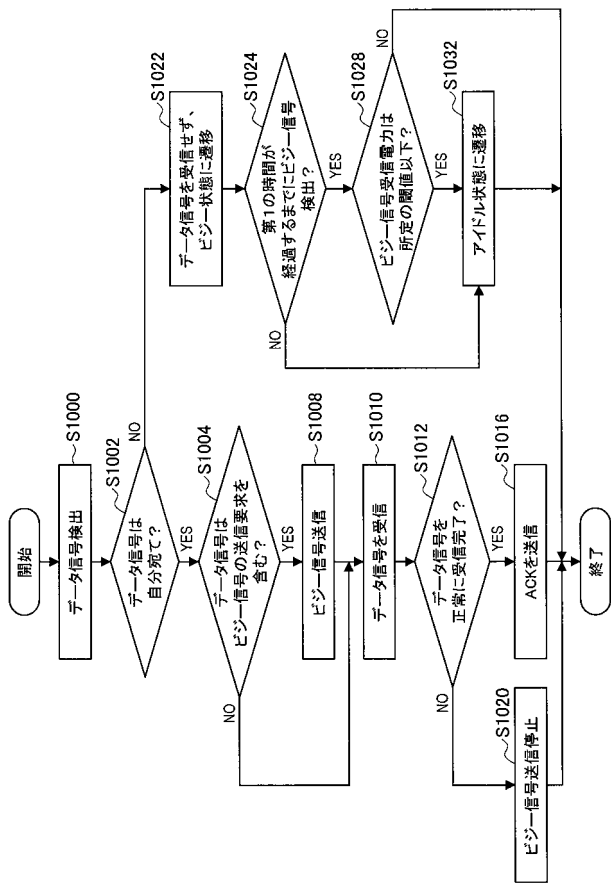 開始
S1000
データ信号検出
S1002
データ信号は
自分宛て？
NO
YES
S1004
データ信号は
ビジー信号の送信要求を
含む？
NO
YES
S1008
ビジー信号送信
S1010
データ信号を受信
S1012
データ信号を
正常に受信完了？
NO
YES
S1016
ACKを送信
S1020
ビジー信号送信停止
S1022
データ信号を受信せず、
ビジー状態に遷移
S1024
第1の時間が
経過するまでにビジー信号
検出？
NO
YES
S1028
ビジー信号受信電力は
所定の閾値以下？
NO
YES
S1032
アイドル状態に遷移
終了